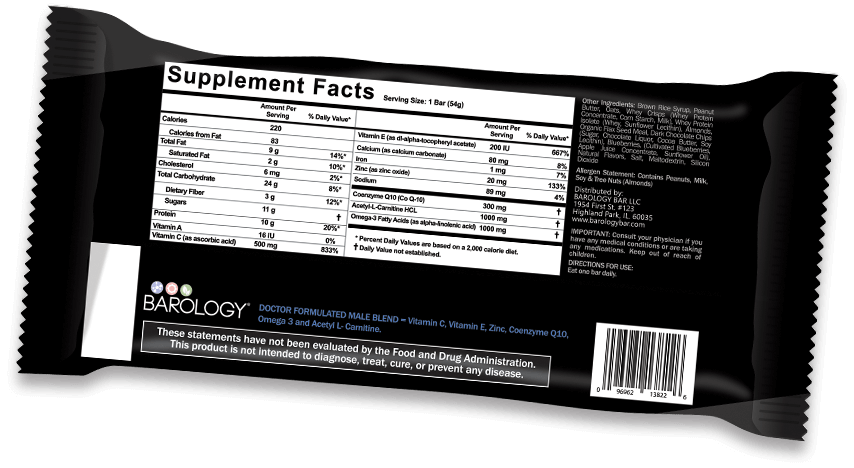 Supplement Facts Serving Size: 1 Bar (54g)
Amount Per Serving % Daily Value*
Calories 220
Calories from Fat 83
Total Fat 9 g 14%*
Saturated Fat 2 g 10%*
Cholesterol 6 mg 2%*
Total Carbohydrate 24 g 8%*
Dietary Fiber 3 g 12%*
Sugars 11 g †
Protein 10 g 20%*
Vitamin A 16 IU 0%
Vitamin C (as ascorbic acid) 500 mg 833%
Amount Per Serving % Daily Value*
Vitamin E (as dl-alpha-tocopheryl acetate) 200 IU 667%
Calcium (as calcium carbonate) 80 mg 8%
Iron 1 mg 7%
Zinc (as zinc oxide) 20 mg 133%
Sodium 89 mg 4%
Coenzyme Q10 (Co Q-10) 300 mg †
Acetyl-L-Carnitine HCL 1000 mg †
Omega-3 Fatty Acids (as alpha-linolenic acid) 1000 mg †
* Percent Daily Values are based on a 2,000 calorie diet.
† Daily Value not established.
Other Ingredients: Brown Rice Syrup, Peanut
Butter, Oats, Whey Crisps (Whey Protein
Concentrate, Corn Starch, Milk), Whey Protein
Isolate (Whey, Sunflower Lecithin), Almonds,
Organic Flax Seed Meal, Dark Chocolate Chips
(Sugar, Chocolate Liquor, Cocoa Butter, Soy
Lecithin), Blueberries, (Cultivated Blueberries,
Apple Juice Concentrate, Sunflower Oil),
Natural Flavors, Salt, Maltodextrin, Silicon
Dioxide
Allergen Statement: Contains Peanuts, Milk,
Soy & Tree Nuts (Almonds)
Distributed by:
BAROLOGY BAR LLC
1954 First St. #123
Highland Park, IL 60035
www.barologybar.com
IMPORTANT: Consult your physician if you
have any medical conditions or are taking
any medications. Keep out of reach of
children.
DIRECTIONS FOR USE:
Eat one bar daily.
BAROLOGY®
DOCTOR FORMULATED MALE BLEND – Vitamin C, Vitamin E, Zinc, Coenzyme Q10,
Omega 3 and Acetyl L- Carnitine.
These statements have not been evaluated by the Food and Drug Administration.
This product is not intended to diagnose, treat, cure, or prevent any disease.
0 96962 13822 6